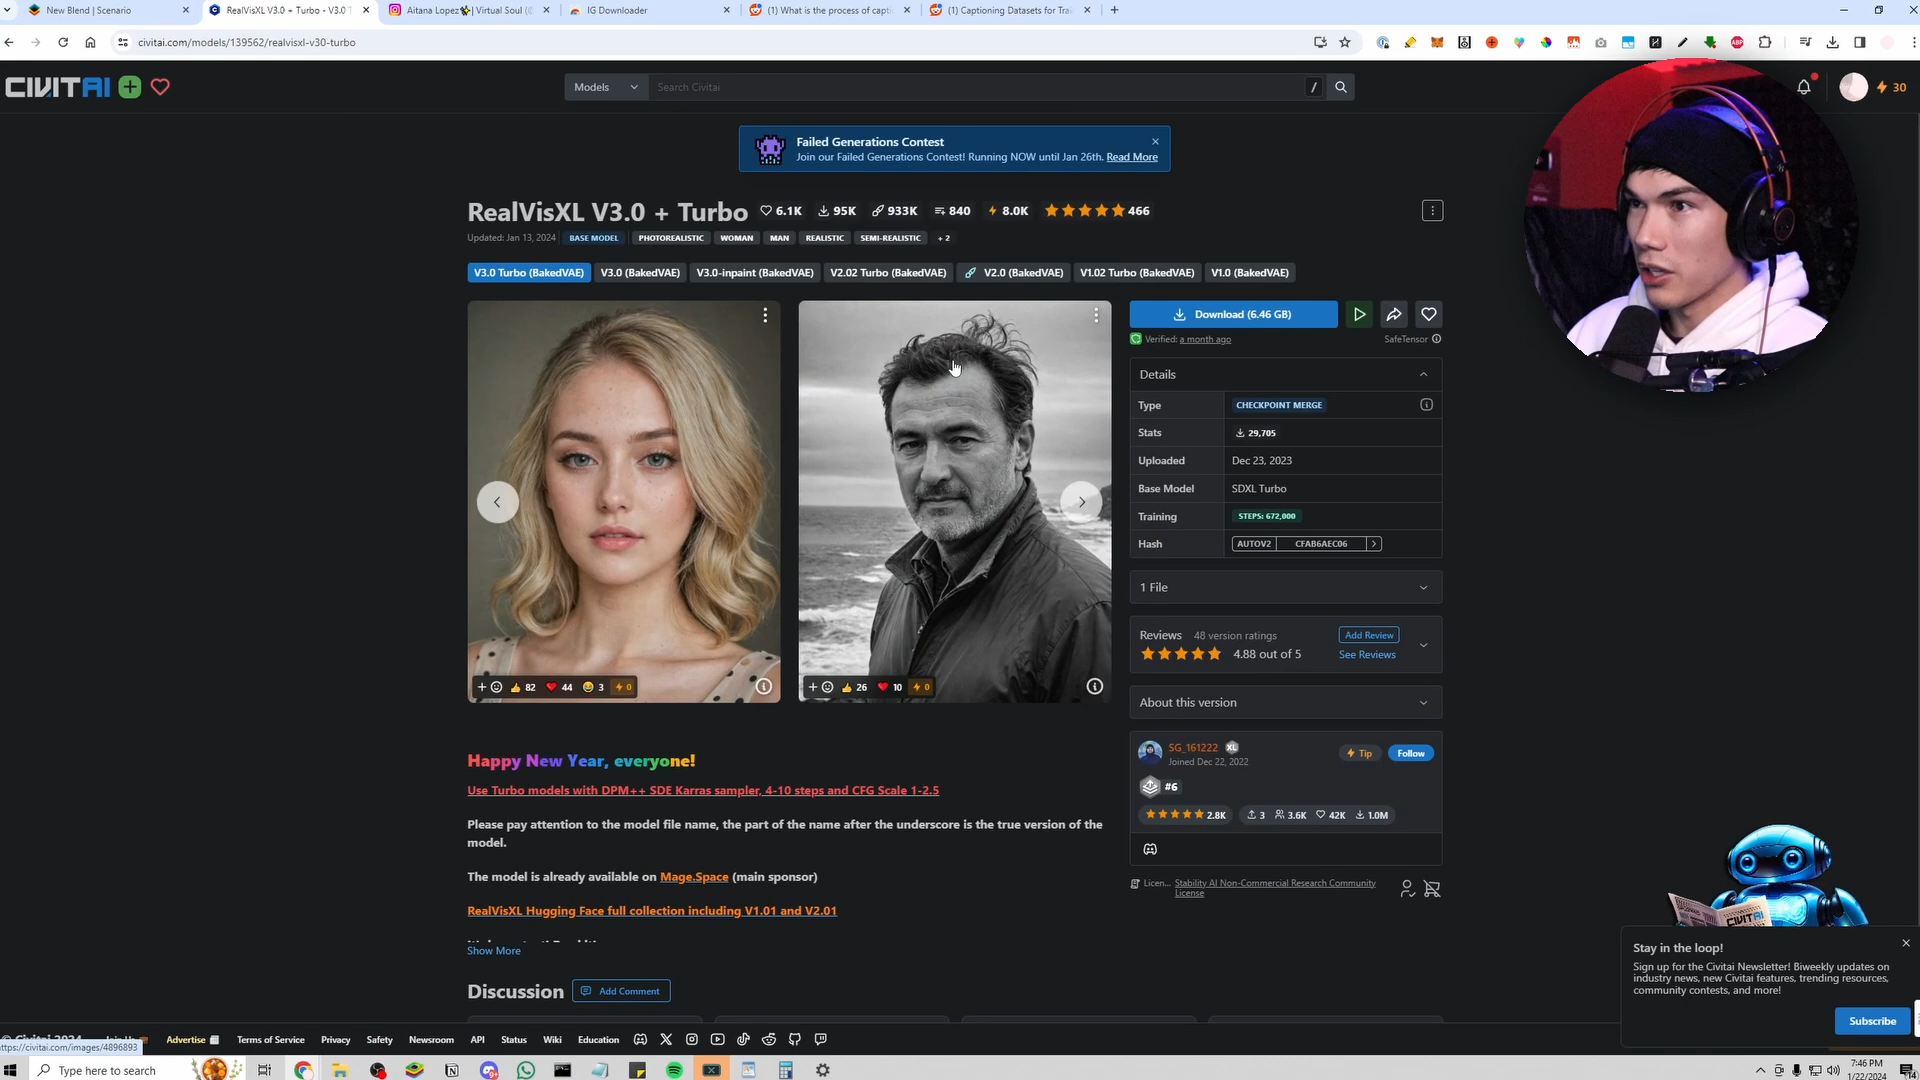 New Blend | Scenario
RealVisXL V3.0 + Turbo - V3.0 T
Aitana Lopez | Virtual Soul (@
IG Downloader
(1) What is the process of capti
(1) Captioning Datasets for Trai
civitai.com/models/139562/realvisxl-v30-turbo
ABP
CIVITAI
Models
Search Civitai
/
30
Failed Generations Contest
Join our Failed Generations Contest! Running NOW until Jan 26th. Read More
RealVisXL V3.0 + Turbo 6.1K 95K 933K 840 8.0K 466
Updated: Jan 13, 2024 BASE MODEL PHOTOREALISTIC WOMAN MAN REALISTIC SEMI-REALISTIC + 2
V3.0 Turbo (BakedVAE) V3.0 (BakedVAE) V3.0-inpaint (BakedVAE) V2.02 Turbo (BakedVAE) V2.0 (BakedVAE) V1.02 Turbo (BakedVAE) V1.0 (BakedVAE)
Download (6.46 GB)
Verified: a month ago
SafeTensor
Details
Type CHECKPOINT MERGE
Stats 29,705
Uploaded Dec 23, 2023
Base Model SDXL Turbo
Training STEPS: 672,000
Hash AUTOV2 CFAB6AEC06
1 File
Reviews 48 version ratings Add Review
4.88 out of 5 See Reviews
About this version
82 44 3 0
26 10 0
SG_161222 XL
Joined Dec 22, 2022
Tip
Follow
#6
2.8K 3 3.6K 42K 1.0M
Licen... Stability AI Non-Commercial Research Community
License
Happy New Year, everyone!
Use Turbo models with DPM++ SDE Karras sampler, 4-10 steps and CFG Scale 1-2.5
Please pay attention to the model file name, the part of the name after the underscore is the true version of the
model.
The model is already available on Mage.Space (main sponsor)
RealVisXL Hugging Face full collection including V1.01 and V2.01
Show More
Discussion
Add Comment
CIVITAI
Stay in the loop!
Sign up for the Civitai Newsletter! Biweekly updates on
industry news, new Civitai features, trending resources,
community contests, and more!
Subscribe
© Civitai 2024
Advertise Terms of Service Privacy Safety Newsroom API Status Wiki Education
https://civitai.com/images/4896893
Type here to search
7:46 PM
1/22/2024